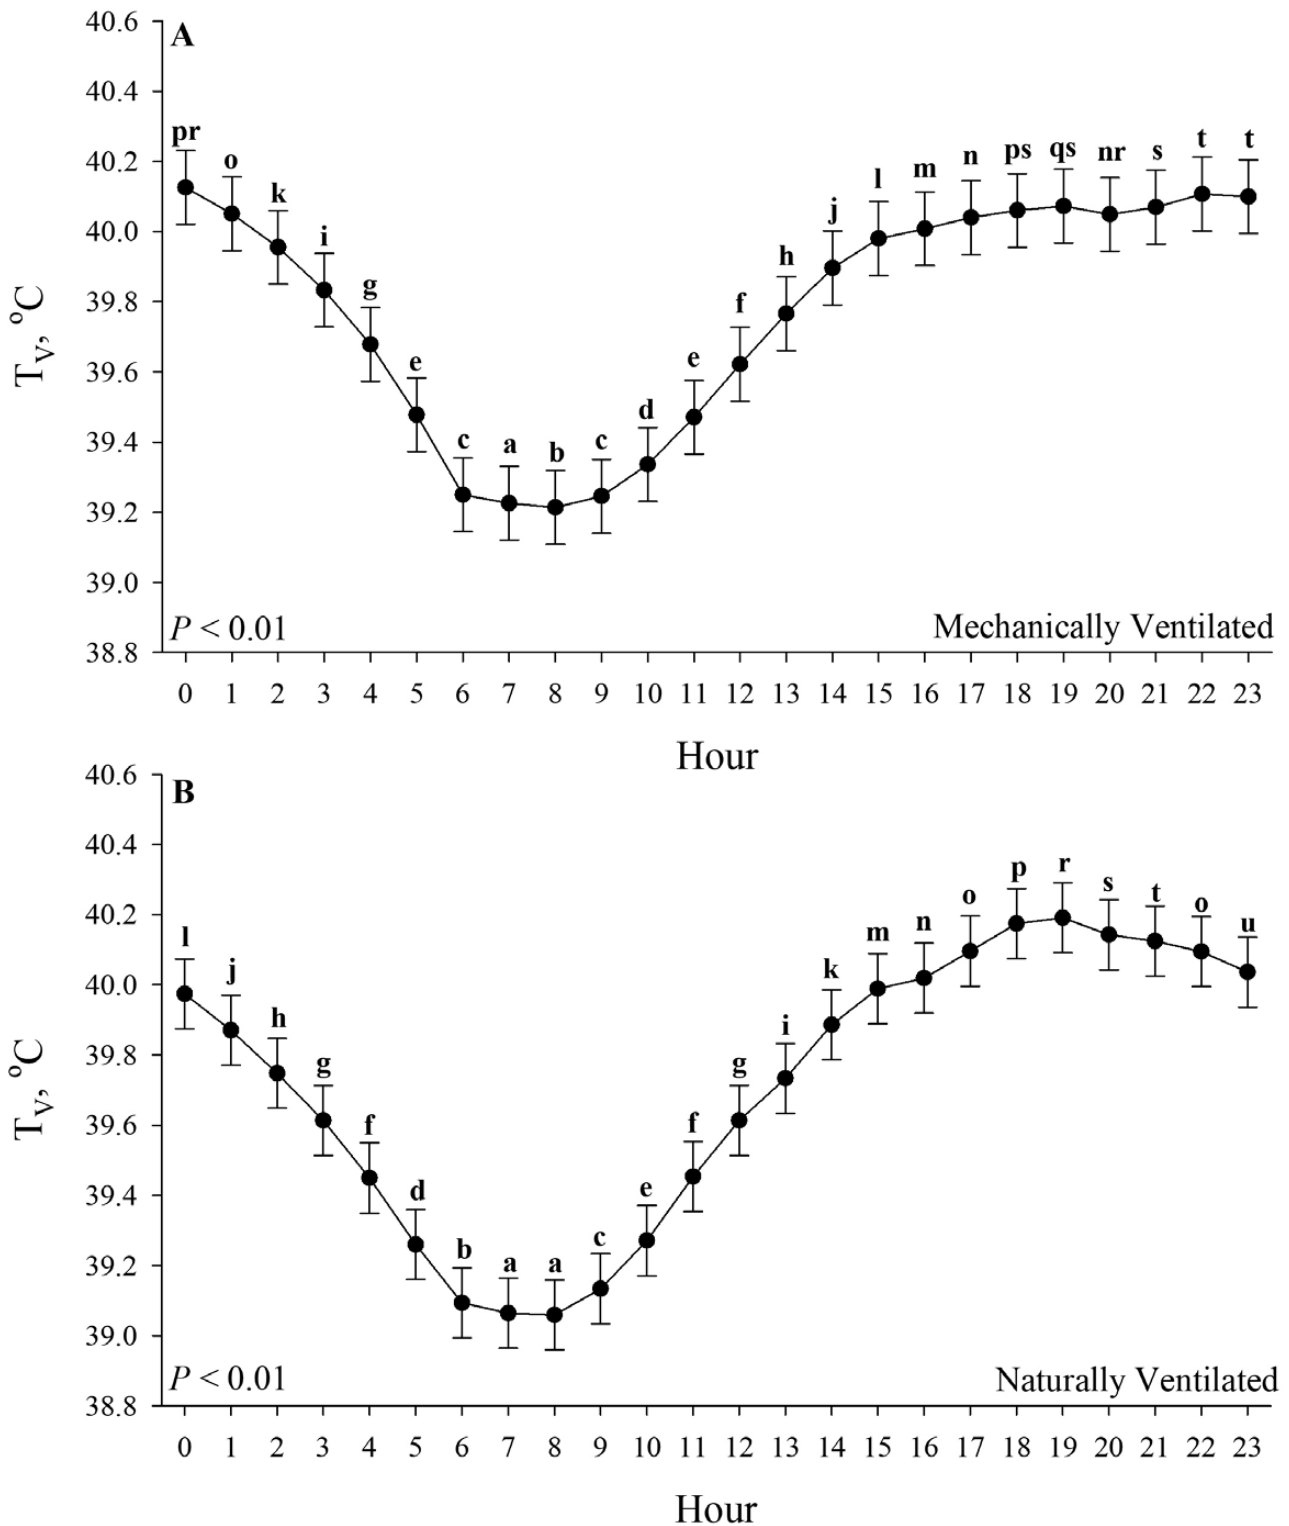 40.6
A
40.4
pr
o
k
i
g
e
c
a
b
c
d
e
f
h
j
l
m
n
ps
qs
nr
s
t
t
40.2
40.0
39.8
39.6
39.4
39.2
39.0
38.8
T_V, °C
P < 0.01
Mechanically Ventilated
0 1 2 3 4 5 6 7 8 9 10 11 12 13 14 15 16 17 18 19 20 21 22 23
Hour
40.6
B
40.4
l
j
h
g
f
d
b
a
a
c
e
f
g
i
k
m
n
o
p
r
s
t
o
u
40.2
40.0
39.8
39.6
39.4
39.2
39.0
38.8
T_V, °C
P < 0.01
Naturally Ventilated
0 1 2 3 4 5 6 7 8 9 10 11 12 13 14 15 16 17 18 19 20 21 22 23
Hour